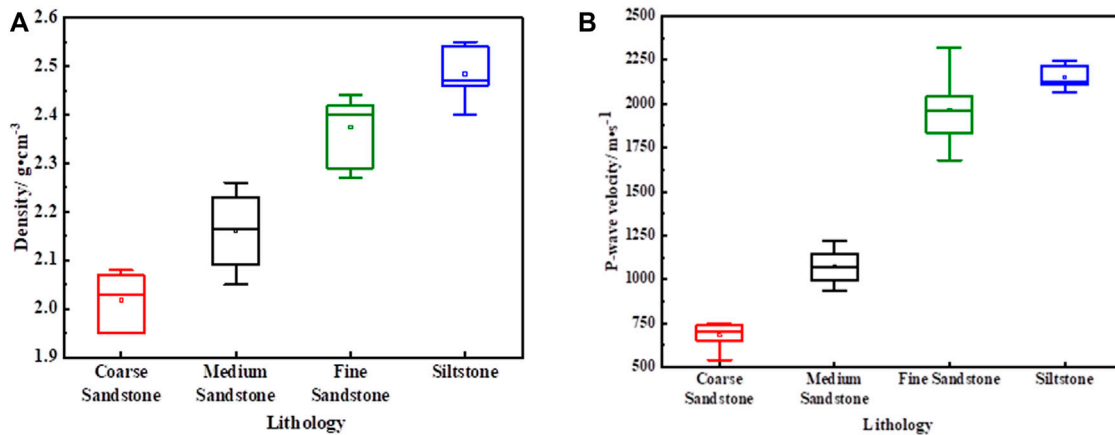 A
Density/ g•cm⁻³
2.6
2.5
2.4
2.3
2.2
2.1
2.0
1.9
Coarse
Sandstone
Medium
Sandstone
Fine
Sandstone
Siltstone
Lithology
B
P-wave velocity/m•s⁻¹
2500
2250
2000
1750
1500
1250
1000
750
500
Coarse
Sandstone
Medium
Sandstone
Fine Sandstone
Siltstone
Lithology